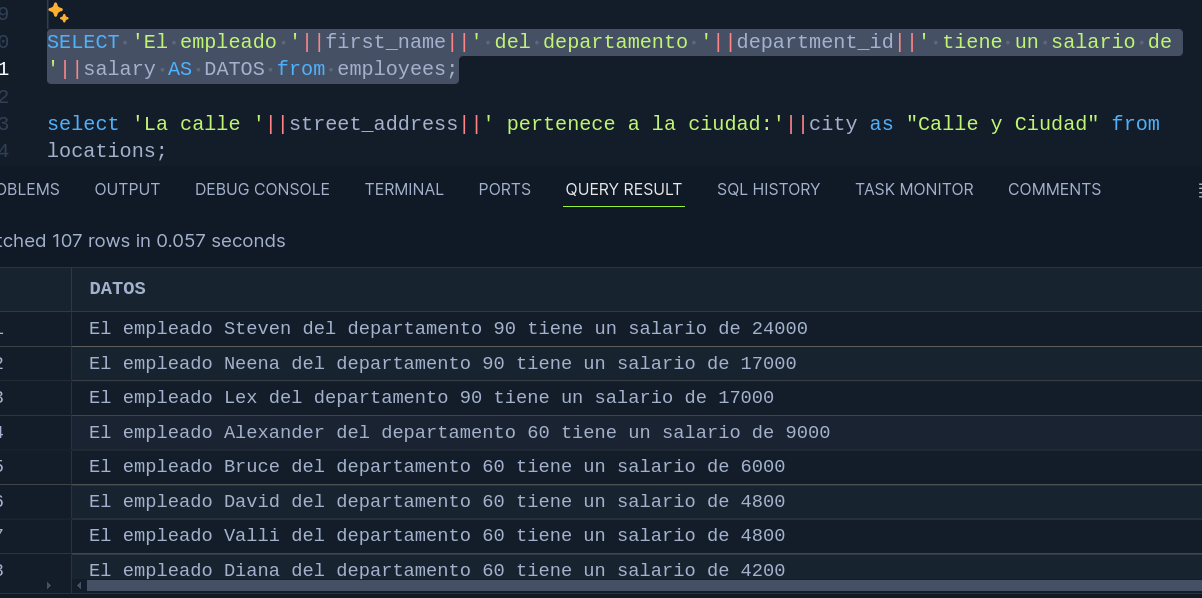 9
0 SELECT 'El empleado '||first_name||' del departamento '||department_id||' tiene un salario de
1 '||salary AS DATOS from employees;
2
3 select 'La calle '||street_address||' pertenece a la ciudad:'||city as "Calle y Ciudad" from
4 locations;
OBLEMS OUTPUT DEBUG CONSOLE TERMINAL PORTS QUERY RESULT SQL HISTORY TASK MONITOR COMMENTS
tched 107 rows in 0.057 seconds
DATOS
1 El empleado Steven del departamento 90 tiene un salario de 24000
2 El empleado Neena del departamento 90 tiene un salario de 17000
3 El empleado Lex del departamento 90 tiene un salario de 17000
4 El empleado Alexander del departamento 60 tiene un salario de 9000
5 El empleado Bruce del departamento 60 tiene un salario de 6000
6 El empleado David del departamento 60 tiene un salario de 4800
7 El empleado Valli del departamento 60 tiene un salario de 4800
8 El empleado Diana del departamento 60 tiene un salario de 4200